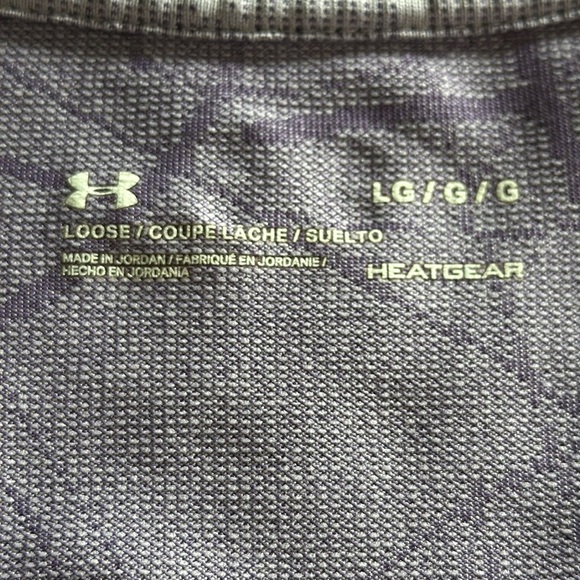 LG / G / G
LOOSE / COUPE LACHE / SUELTO
MADE IN JORDAN / FABRIQUÉ EN JORDANIE /
HECHO EN JORDANIA
HEATGEAR